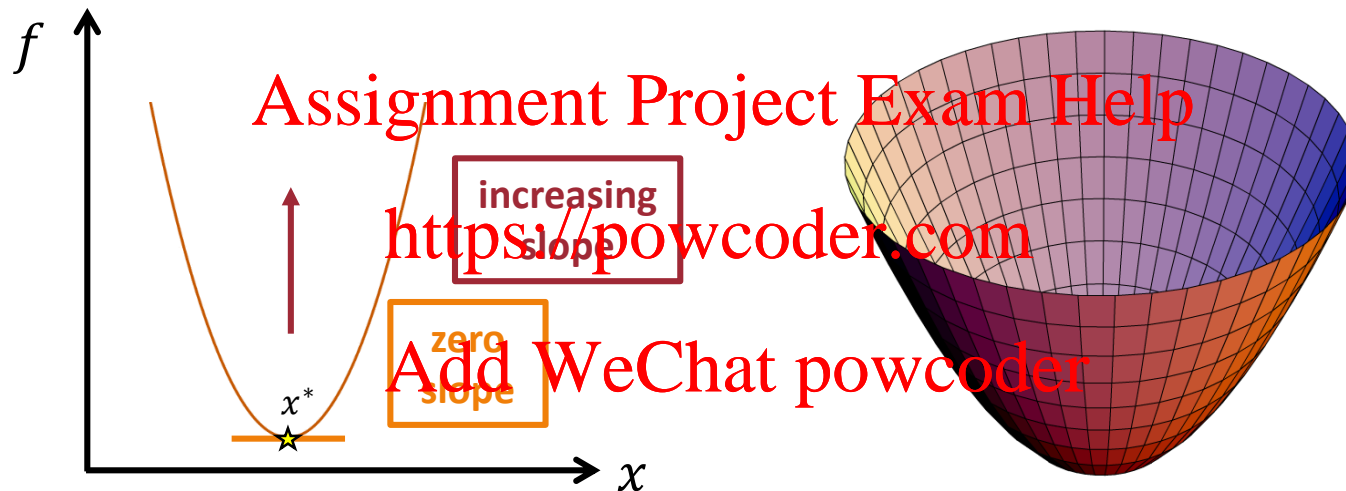 f
Assignment Project Exam Help
increasing
slope
https://powcoder.com
zero
slope
Add WeChat powcoder
x*
x